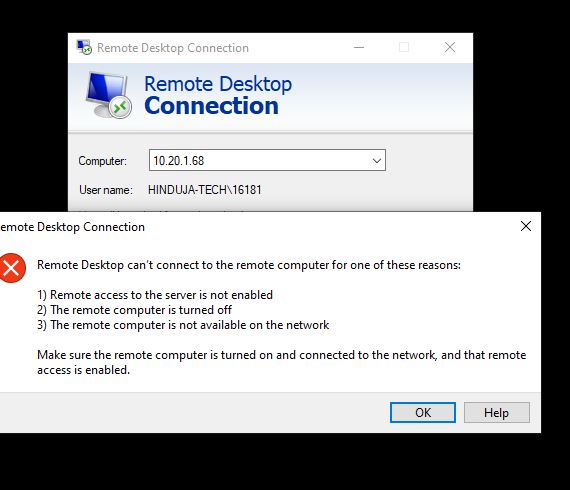 Remote Desktop Connection
Remote Desktop
Connection
Computer: 10.20.1.68
User name: HINDUJA-TECH\16181
emote Desktop Connection
Remote Desktop can't connect to the remote computer for one of these reasons:
1) Remote access to the server is not enabled
2) The remote computer is turned off
3) The remote computer is not available on the network
Make sure the remote computer is turned on and connected to the network, and that remote
access is enabled.
OK Help